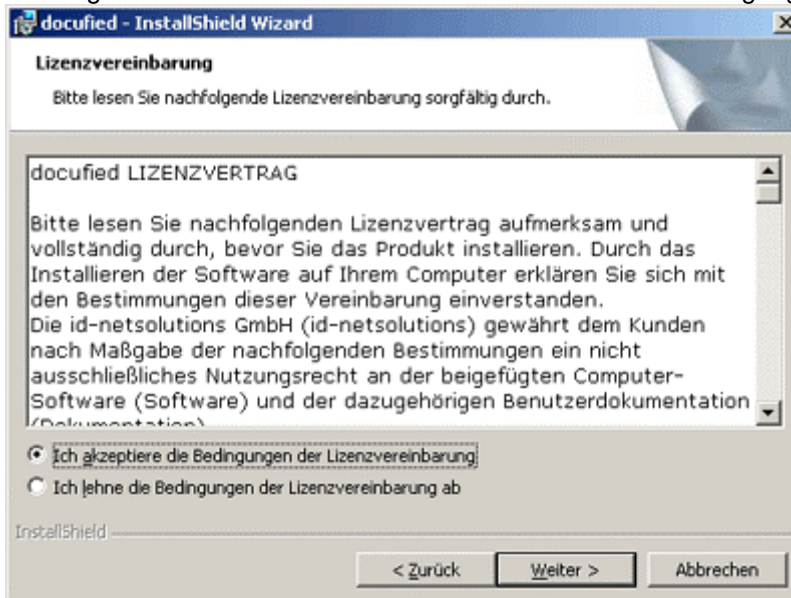 docufied - InstallShield Wizard
Lizenzvereinbarung
Bitte lesen Sie nachfolgende Lizenzvereinbarung sorgfältig durch.
docufied LIZENZVERTRAG
Bitte lesen Sie nachfolgenden Lizenzvertrag aufmerksam und
vollständig durch, bevor Sie das Produkt installieren. Durch das
Installieren der Software auf Ihrem Computer erklären Sie sich mit
den Bestimmungen dieser Vereinbarung einverstanden.
Die id-netsolutions GmbH (id-netsolutions) gewährt dem Kunden
nach Maßgabe der nachfolgenden Bestimmungen ein nicht
ausschließliches Nutzungsrecht an der beigefügten Computer-
Software (Software) und der dazugehörigen Benutzerdokumentation
(Dokumentation)
Ich akzeptiere die Bedingungen der Lizenzvereinbarung
Ich lehne die Bedingungen der Lizenzvereinbarung ab
InstallShield
< Zurück
Weiter >
Abbrechen